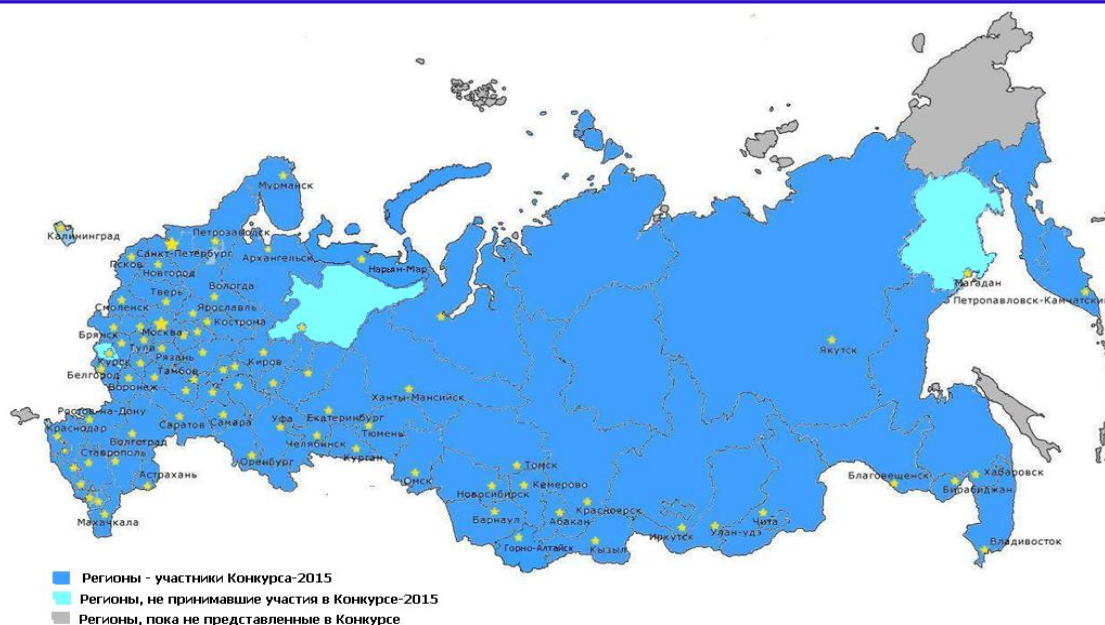 Мурманск
Калининград
Петрозаводск
Санкт-Петербург
Архангельск
Псков
Новгород
Нарьян-Мар
Вологда
Тверь
Смоленск
Ярославль
Кострома
Брянск
Москва
Тула
Рязань
Курск
Киров
Белгород
Тамбов
Воронеж
Ростов-на-Дону
Краснодар
Саратов
Самара
Уфа
Екатеринбург
Ханты-Мансийск
Тюмень
Волгоград
Челябинск
Ставрополь
Курган
Оренбург
Астрахань
Махачкала
Омск
Томск
Новосибирск
Кемерово
Барнаул
Абакан
Красноярск
Горно-Алтайск
Кызыл
Иркутск
Улан-удэ
Чита
Якутск
Магадан
Петропавловск-Камчатский
Благовещенск
Хабаровск
Бирабиджан
Владивосток
Регионы - участники Конкурса-2015
Регионы, не принимавшие участия в Конкурсе-2015
Регионы, пока не представленные в Конкурсе